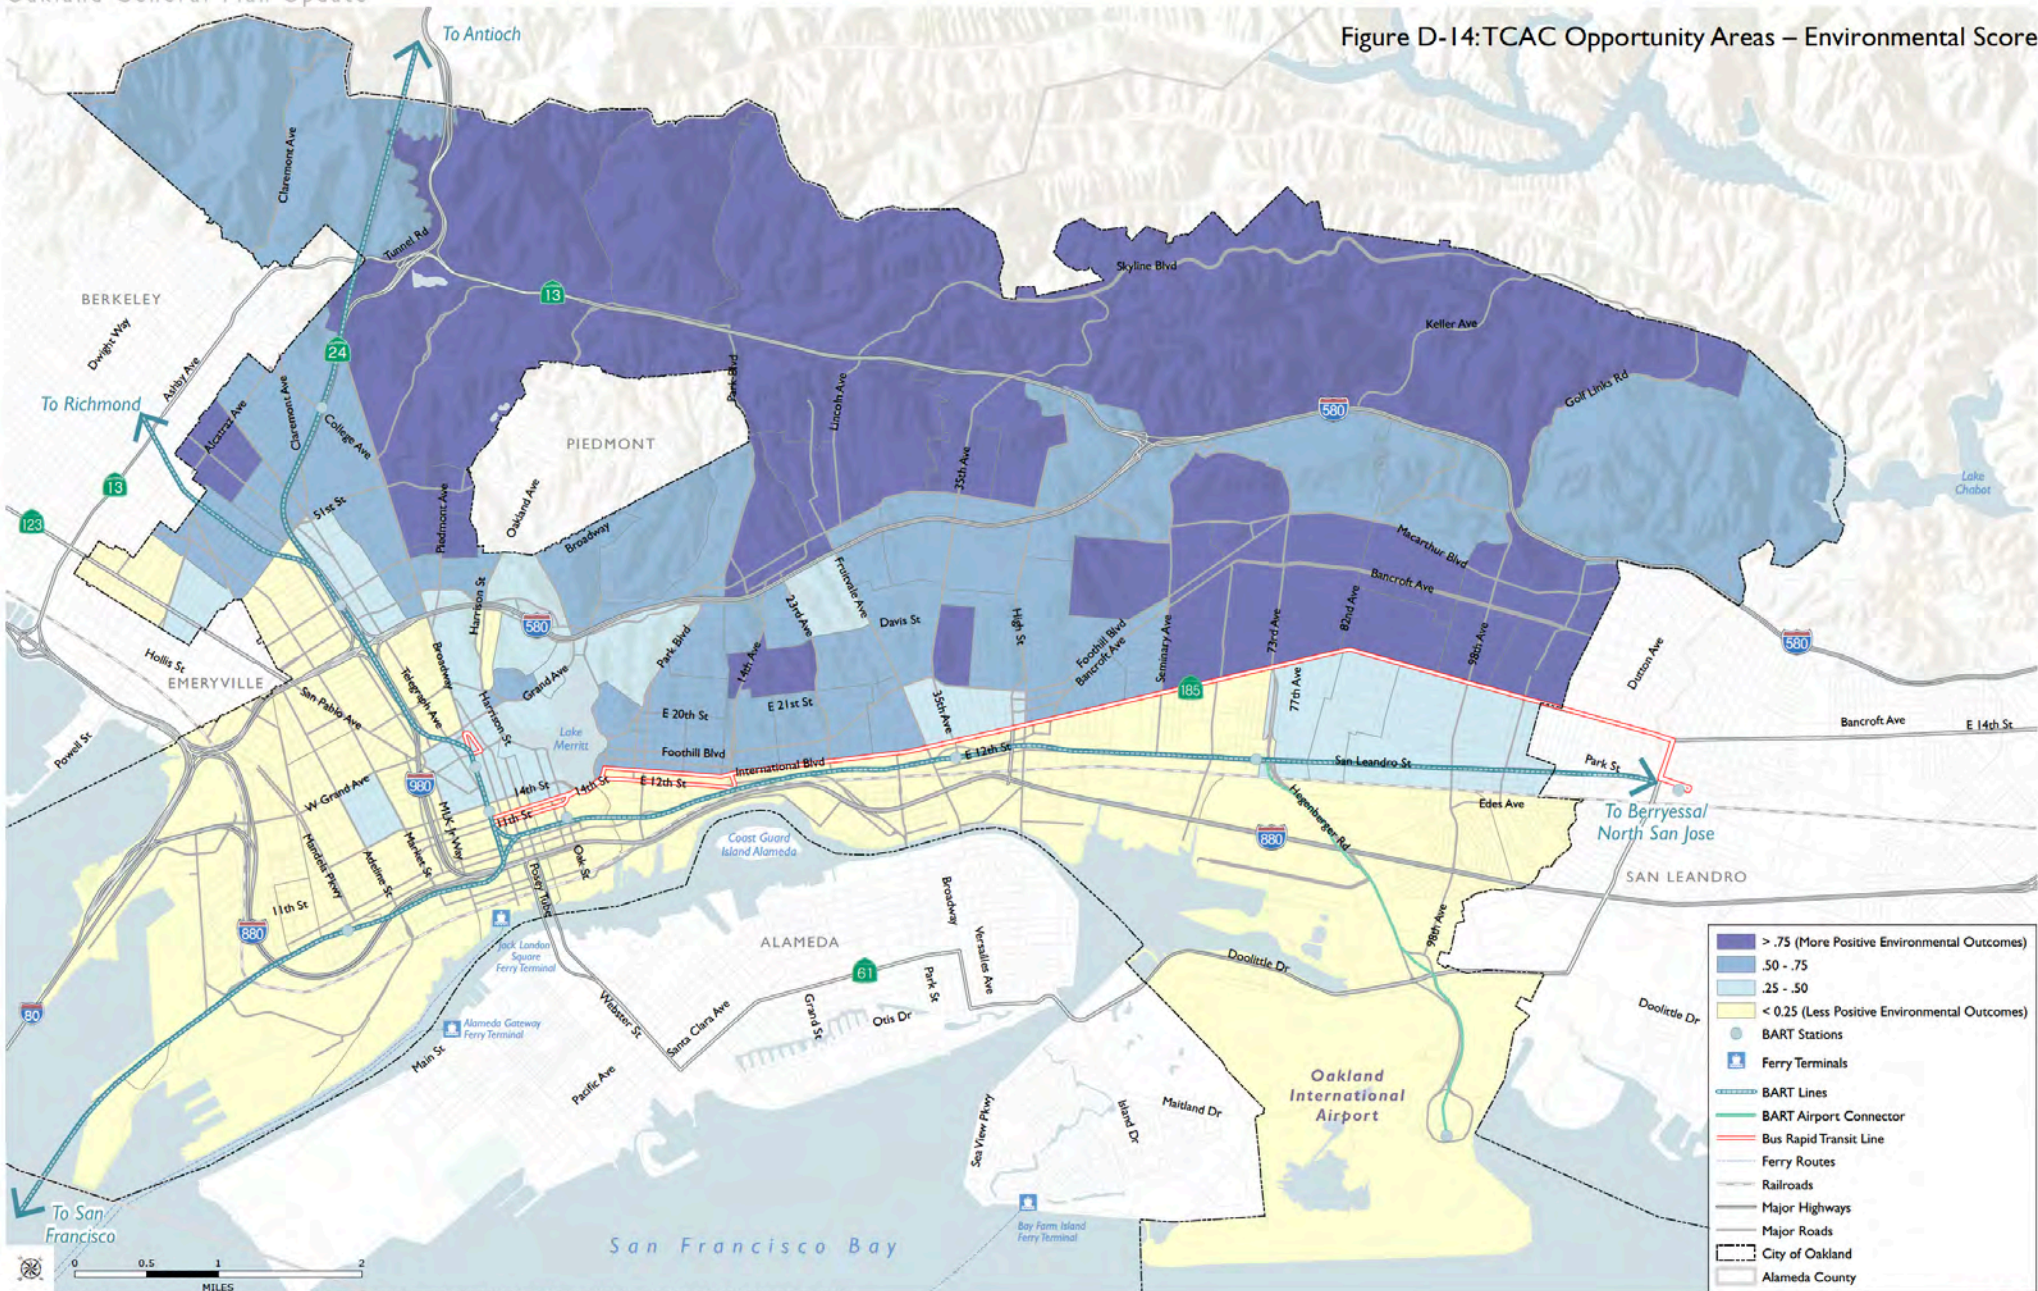 Oakland General Plan Update
Figure D-14: TCAC Opportunity Areas – Environmental Score
To Antioch
Claremont Ave
Tunnel Rd
BERKELEY
Dwight Way
Ashby Ave
To Richmond
13
24
Skyline Blvd
Keller Ave
Golf Links Rd
Claremont Ave
College Ave
Alcatraz Ave
PIEDMONT
Park Blvd
Lincoln Ave
35th Ave
580
Lake
Chabot
13
123
51st St
Piedmont Ave
Oakland Ave
Broadway
Macarthur Blvd
Bancroft Ave
Hollis St
EMERYVILLE
Powell St
San Pablo Ave
Telegraph Ave
Broadway
Harrison St
580
Harrison St
Grand Ave
Park Blvd
14th Ave
23rd Ave
Fruitvale Ave
Davis St
High St
Foothill Blvd
Bancroft Ave
Seminary Ave
73rd Ave
82nd Ave
98th Ave
Dutton Ave
580
Lake
Merritt
E 20th St
E 21st St
Foothill Blvd
35th Ave
185
77th Ave
Bancroft Ave
E 14th St
W Grand Ave
980
14th St
14th St
E 12th St
International Blvd
E 12th St
San Leandro St
Park St
Edes Ave
To Berryessa/
North San Jose
11th St
MLK Jr Way
Market St
Adeline St
Mandela Pkwy
11th St
880
Posey Tube
Oak St
Coast Guard
Island Alameda
Hegenberger Rd
880
SAN LEANDRO
Jack London
Square
Ferry Terminal
ALAMEDA
Broadway
Versailles Ave
61
Park St
Grand St
Otis Dr
98th Ave
Doolittle Dr
Doolittle Dr
80
Alameda Gateway
Ferry Terminal
Main St
Webster St
Santa Clara Ave
Pacific Ave
Sea View Pkwy
Island Dr
Maitland Dr
Oakland
International
Airport
Bay Farm Island
Ferry Terminal
To San
Francisco
San Francisco Bay
0 0.5 1 2
MILES
> .75 (More Positive Environmental Outcomes)
.50 - .75
.25 - .50
< 0.25 (Less Positive Environmental Outcomes)
BART Stations
Ferry Terminals
BART Lines
BART Airport Connector
Bus Rapid Transit Line
Ferry Routes
Railroads
Major Highways
Major Roads
City of Oakland
Alameda County